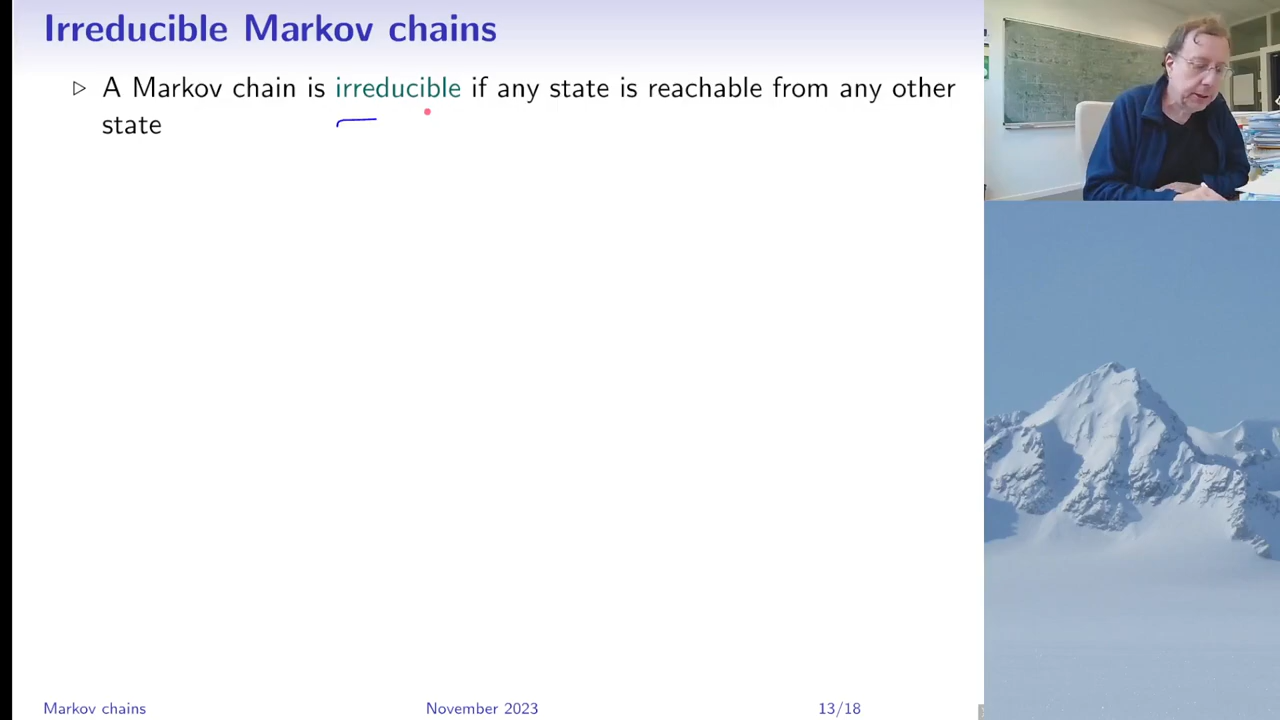 Irreducible Markov chains
▷ A Markov chain is irreducible if any state is reachable from any other
state
Markov chains November 2023 13/18